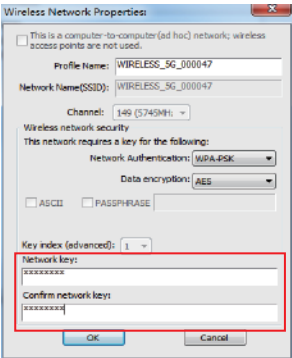 Wireless Network Properties:
This is a computer-to-computer(ad hoc) network; wireless
access points are not used.
Profile Name: WIRELESS_5G_000047
Network Name(SSID): WIRELESS_5G_000047
Channel: 149 (5745MH;
Wireless network security
This network requires a key for the following:
Network Authentication: WPA-PSK
Data encryption: AES
ASCII PASSPHRASE
Key index (advanced): 1
Network key:
xxxxxxxx
Confirm network key:
xxxxxxxx
OK Cancel